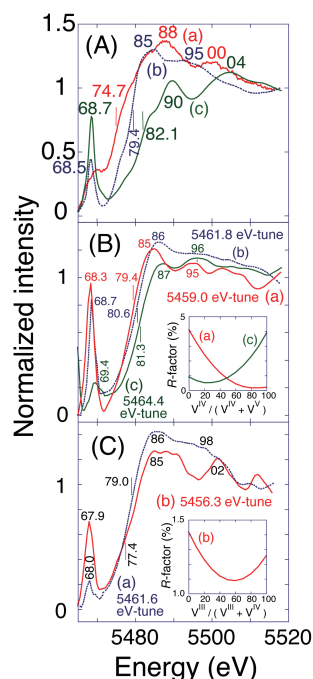 (A)
88
(a)
85
95
00
(b)
04
74.7
68.7
79.4
90
(c)
82.1
68.5
1.5
1
0.5
0
Normalized intensity
(B)
86
5461.8
eV-tune
(b)
85
96
68.3
79.4
87
95
5459.0 eV-tune
(a)
68.7
80.6
69.4
81.3
(c)
5464.4
eV-tune
1
0
R-factor (%)
5
0
(a)
(c)
0 20 40 60 80 100
V^IV / ( V^IV + V^V )
(C)
86
98
79.0
85
02
(b)
5456.3 eV-tune
67.9
68.0
77.4
(a)
5461.6
eV-tune
1
0
R-factor (%)
1.5
1.0
(b)
0 20 40 60 80 100
V^III / ( V^III + V^IV )
5480 5500 5520
Energy (eV)